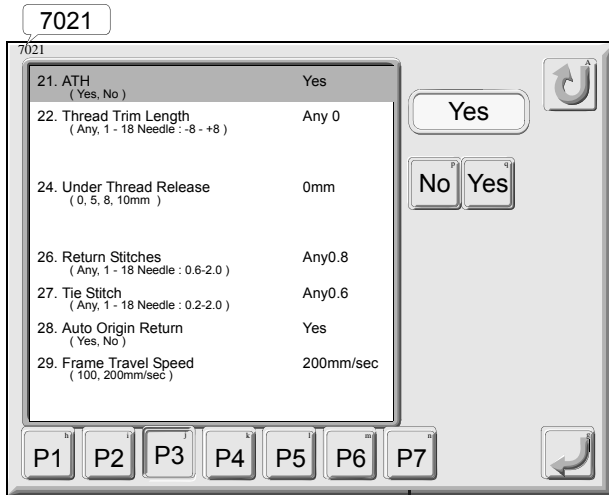 7021
7021
21. ATH Yes
( Yes, No )
22. Thread Trim Length Any 0
( Any, 1 - 18 Needle : -8 - +8 )
24. Under Thread Release 0mm
( 0, 5, 8, 10mm )
26. Return Stitches Any0.8
( Any, 1 - 18 Needle : 0.6-2.0 )
27. Tie Stitch Any0.6
( Any, 1 - 18 Needle : 0.2-2.0 )
28. Auto Origin Return Yes
( Yes, No )
29. Frame Travel Speed 200mm/sec
( 100, 200mm/sec )
A
Yes
p q
No Yes
h i j k l m n
P1 P2 P3 P4 P5 P6 P7